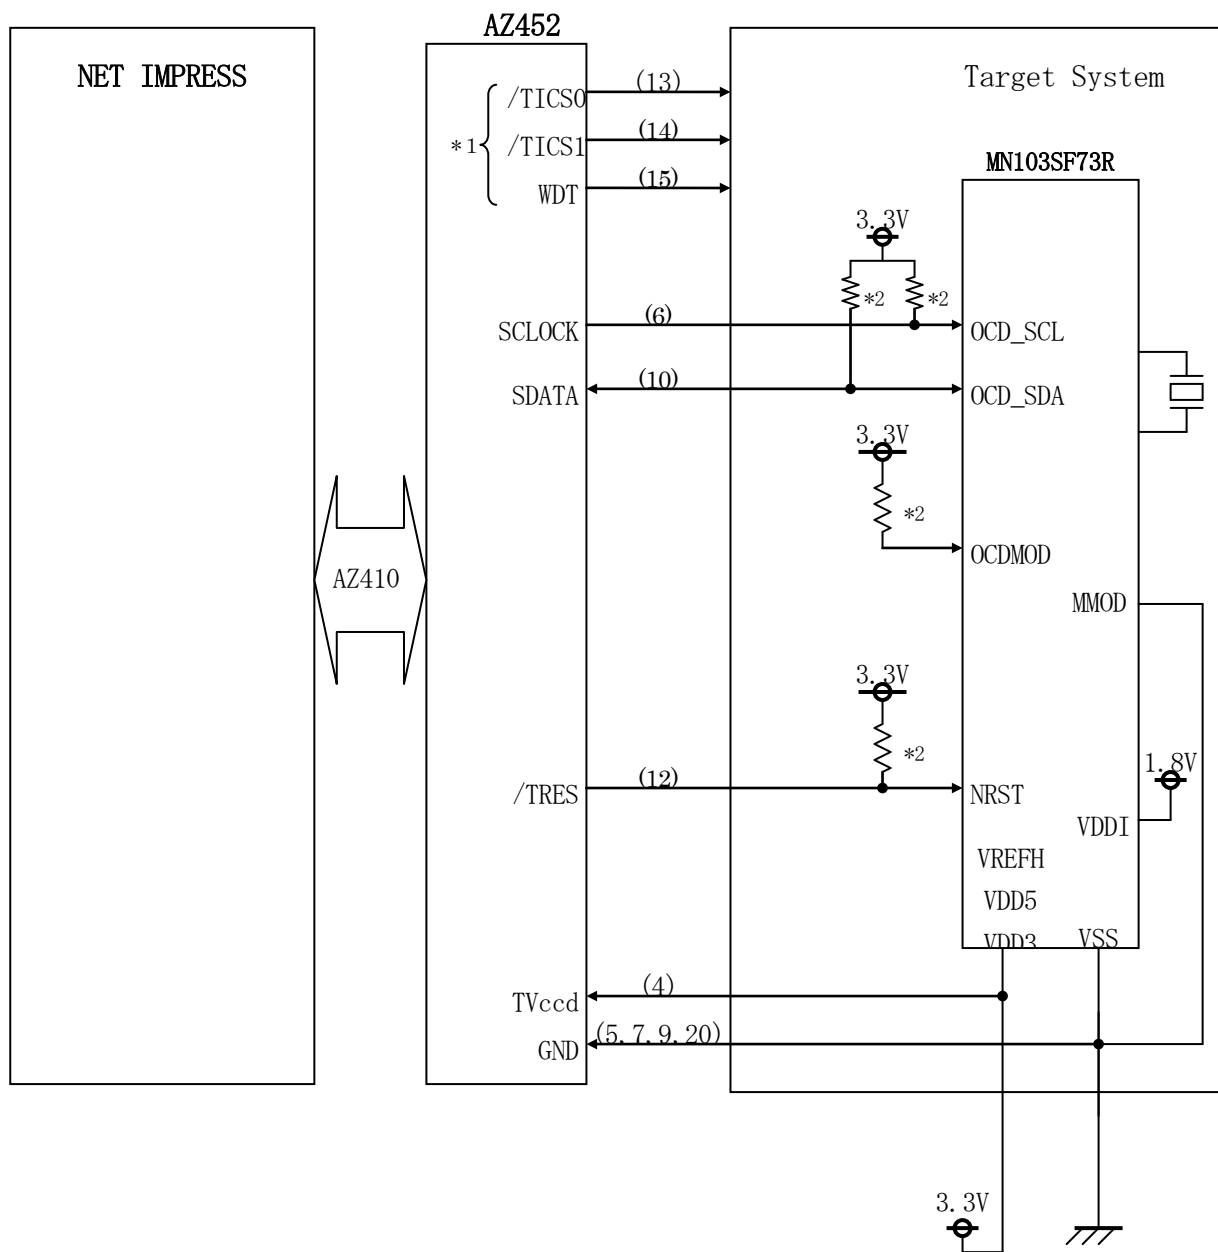 AZ452
NET IMPRESS
Target System
/TICS0
(13)
*1
/TICS1
(14)
WDT
(15)
MN103SF73R
3.3V
*2
*2
SCLOCK
(6)
OCD_SCL
SDATA
(10)
OCD_SDA
3.3V
*2
OCDMOD
AZ410
MMOD
3.3V
*2
1.8V
/TRES
(12)
NRST
VDDI
VREFH
VDD5
VDD3
VSS
TVccd
(4)
GND
(5,7,9,20)
3.3V